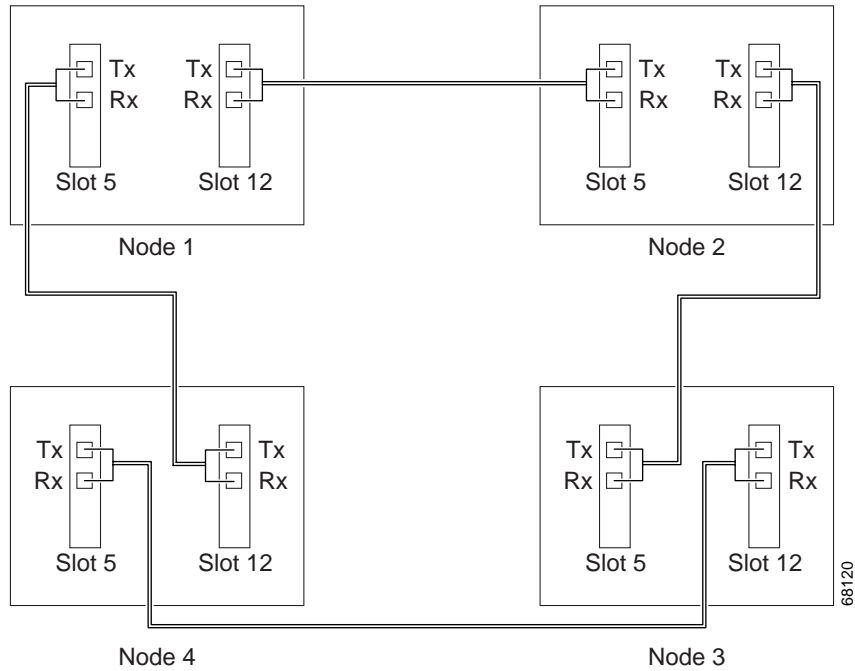 Tx Tx Tx Tx
Rx Rx Rx Rx
Slot 5 Slot 12 Slot 5 Slot 12
Node 1 Node 2
Tx Tx Tx Tx
Rx Rx Rx Rx
Slot 5 Slot 12 Slot 5 Slot 12
68120
Node 4 Node 3